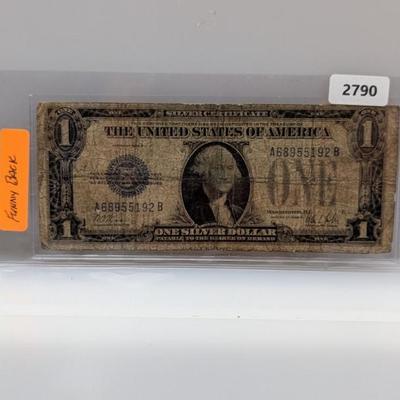 2790
Funny Back
SILVER CERTIFICATE
THE UNITED STATES OF AMERICA
A68955192B
ONE
WASHINGTON, D.C.
A68955192B
ONE SILVER DOLLAR
PAYABLE TO THE BEARER ON DEMAND
1
1
1
1